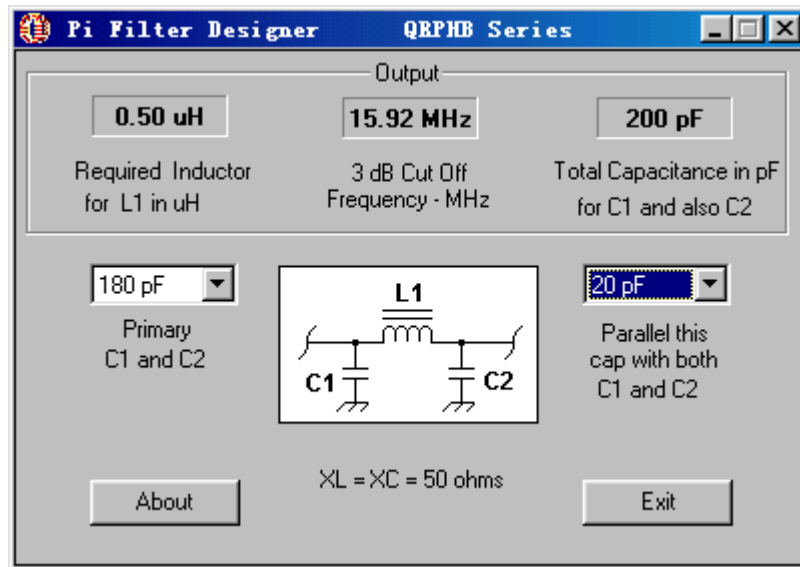 Pi Filter Designer QRPHB Series
Output
0.50 uH
15.92 MHz
200 pF
Required Inductor
for L1 in uH
3 dB Cut Off
Frequency - MHz
Total Capacitance in pF
for C1 and also C2
180 pF
20 pF
Primary
C1 and C2
L1
C1
C2
Parallel this
cap with both
C1 and C2
XL = XC = 50 ohms
About
Exit